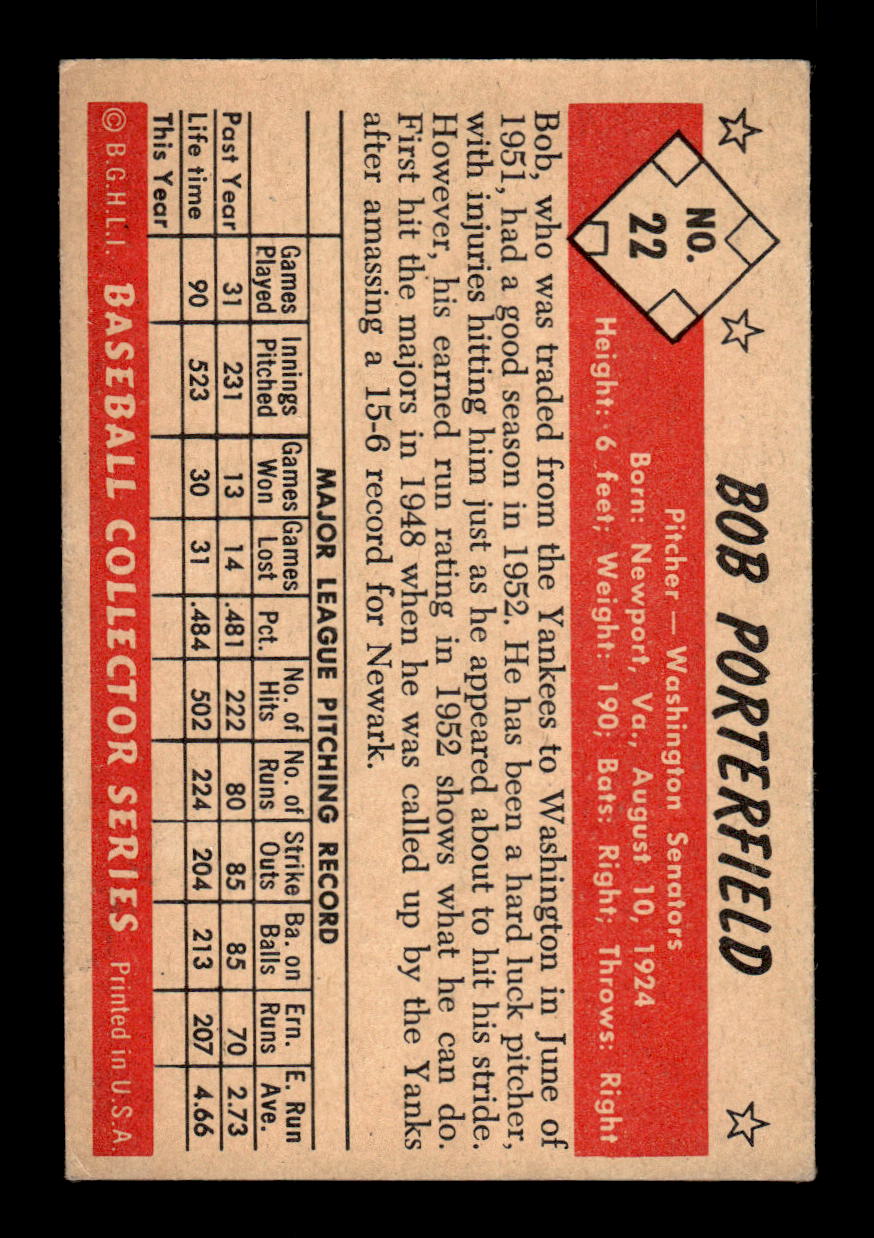 BOB PORTERFIELD
NO.
22
Pitcher — Washington Senators
Born: Newport, Va., August 10, 1924
Height: 6 feet; Weight: 190; Bats: Right; Throws: Right
Bob, who was traded from the Yankees to Washington in June of
1951, had a good season in 1952. He has been a hard luck pitcher,
with injuries hitting him just as he appeared about to hit his stride.
However, his earned run rating in 1952 shows what he can do.
First hit the majors in 1948 when he was called up by the Yanks
after amassing a 15-6 record for Newark.
MAJOR LEAGUE PITCHING RECORD
Games Innings Games Games No. of No. of Strike Ba. on Ern. E. Run
Played Pitched Won Lost Pct. Hits Runs Outs Balls Runs Ave.
Past Year 31 231 13 14 .481 222 80 85 85 70 2.73
Life time 90 523 30 31 .484 502 224 204 213 207 4.66
This Year
© B.G.H.L.I. BASEBALL COLLECTOR SERIES Printed in U.S.A.